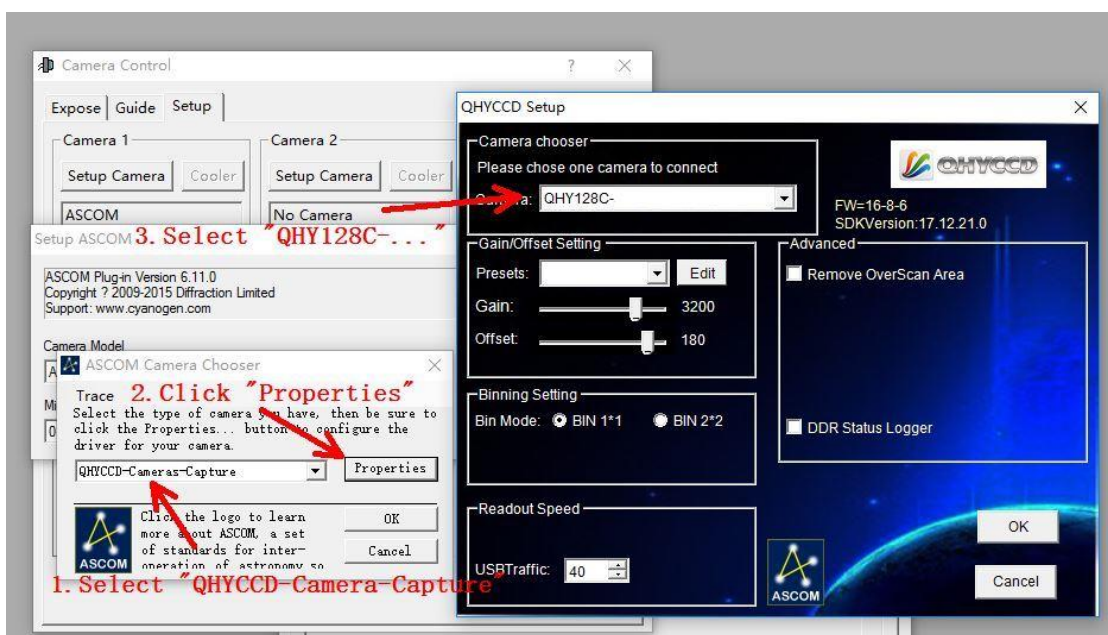 Camera Control
? ×
Expose Guide Setup
Camera 1
Setup Camera Cooler
ASCOM
Camera 2
Setup Camera Cooler
No Camera
Setup ASCOM
3. Select "QHY128C-..."
ASCOM Plug-in Version 6.11.0
Copyright ? 2009-2015 Diffraction Limited
Support: www.cyanogen.com
Camera Model
A
Mi
0
ASCOM Camera Chooser
Trace
2. Click "Properties"
Select the type of camera you have, then be sure to
click the Properties... button to configure the
driver for your camera.
QHYCCD-Cameras-Capture
Properties
Click the logo to learn
more about ASCOM, a set
of standards for inter-
operation of astronomy so
ASCOM
OK
Cancel
1. Select "QHYCCD-Camera-Capture"
QHYCCD Setup
Camera chooser
Please chose one camera to connect
Camera: QHY128C-
QHYCCD
FW=16-8-6
SDKVersion:17.12.21.0
Gain/Offset Setting
Presets: Edit
Gain: 3200
Offset: 180
Advanced
Remove OverScan Area
DDR Status Logger
Binning Setting
Bin Mode: BIN 1*1 BIN 2*2
Readout Speed
USBTraffic: 40
ASCOM
OK
Cancel